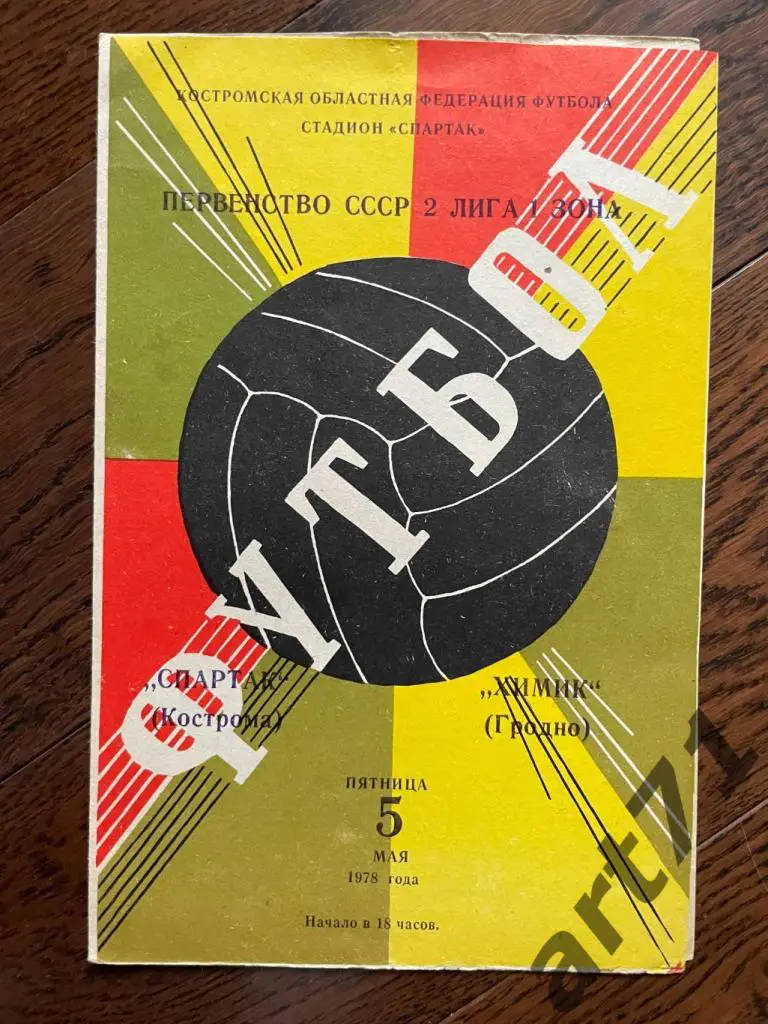 КОСТРОМСКАЯ ОБЛАСТНАЯ ФЕДЕРАЦИЯ ФУТБОЛА
СТАДИОН «СПАРТАК»
ПЕРВЕНСТВО СССР 2 ЛИГА 1 ЗОНА
ФУТБОЛ
„СПАРТАК“
(Кострома)
„ХИМИК“
(Гродно)
ПЯТНИЦА
5
МАЯ
1978 года
Начало в 18 часов.
art71